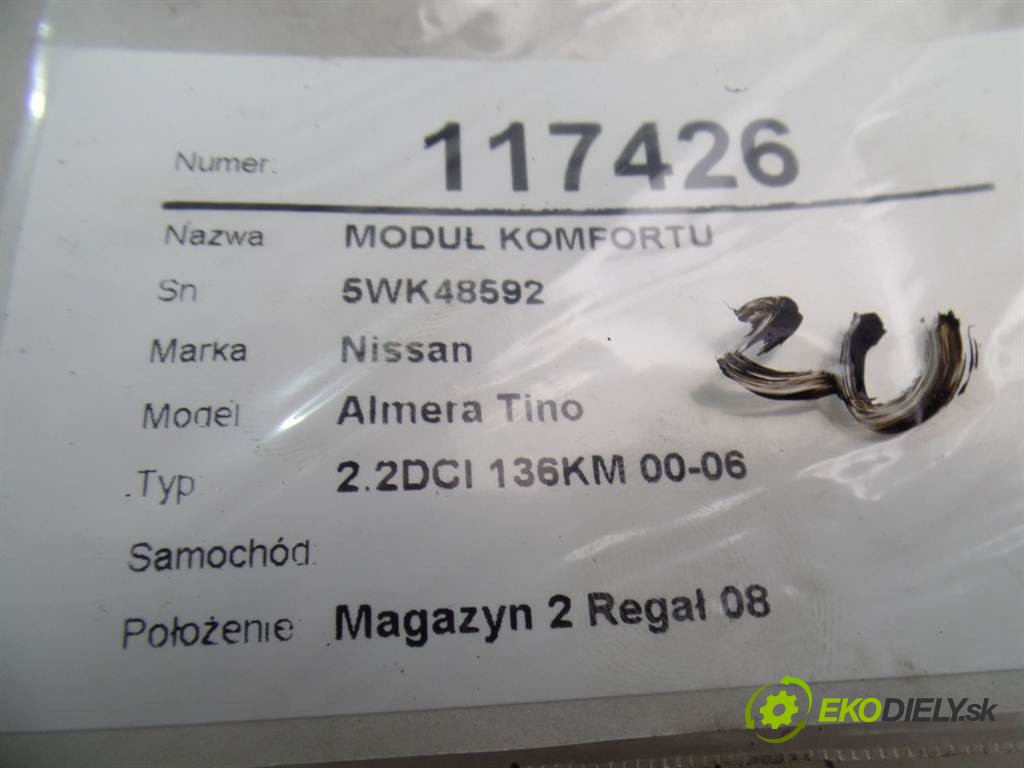 Numer: 117426
Nazwa MODUŁ KOMFORTU
Sn 5WK48592
Marka Nissan
Model Almera Tino
Typ 2.2DCI 136KM 00-06
Samochód:
Położenie: Magazyn 2 Regał 08
EKODIELY.sk